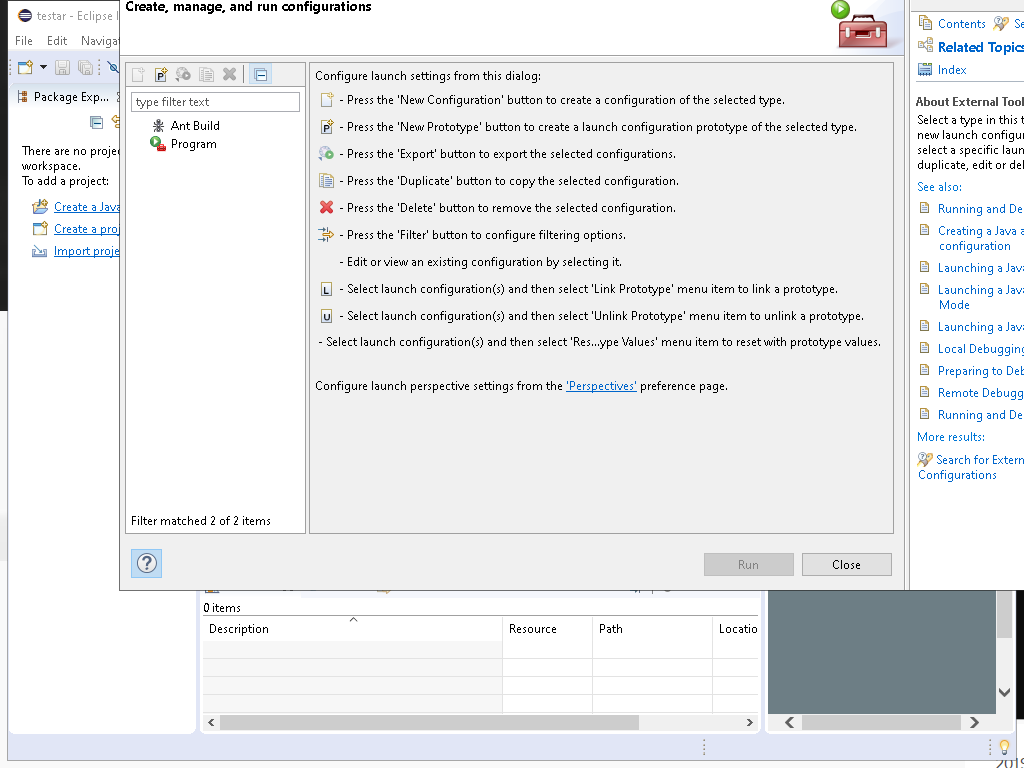 testar - Eclipse I
File Edit Navigat
Package Exp...
There are no proje
workspace.
To add a project:
Create a Java
Create a proj
Import proje
Create, manage, and run configurations
type filter text
Ant Build
Program
Filter matched 2 of 2 items
Configure launch settings from this dialog:
- Press the 'New Configuration' button to create a configuration of the selected type.
- Press the 'New Prototype' button to create a launch configuration prototype of the selected type.
- Press the 'Export' button to export the selected configurations.
- Press the 'Duplicate' button to copy the selected configuration.
- Press the 'Delete' button to remove the selected configuration.
- Press the 'Filter' button to configure filtering options.
- Edit or view an existing configuration by selecting it.
L - Select launch configuration(s) and then select 'Link Prototype' menu item to link a prototype.
U - Select launch configuration(s) and then select 'Unlink Prototype' menu item to unlink a prototype.
- Select launch configuration(s) and then select 'Res...ype Values' menu item to reset with prototype values.
Configure launch perspective settings from the 'Perspectives' preference page.
Run Close
Contents Se
Related Topics
Index
About External Tool
Select a type in this t
new launch configur
select a specific laun
duplicate, edit or del
See also:
Running and De
Creating a Java a
configuration
Launching a Java
Launching a Java
Mode
Launching a Java
Local Debugging
Preparing to Deb
Remote Debugg
Running and De
More results:
Search for Extern
Configurations
0 items
Description Resource Path Locatio
2019